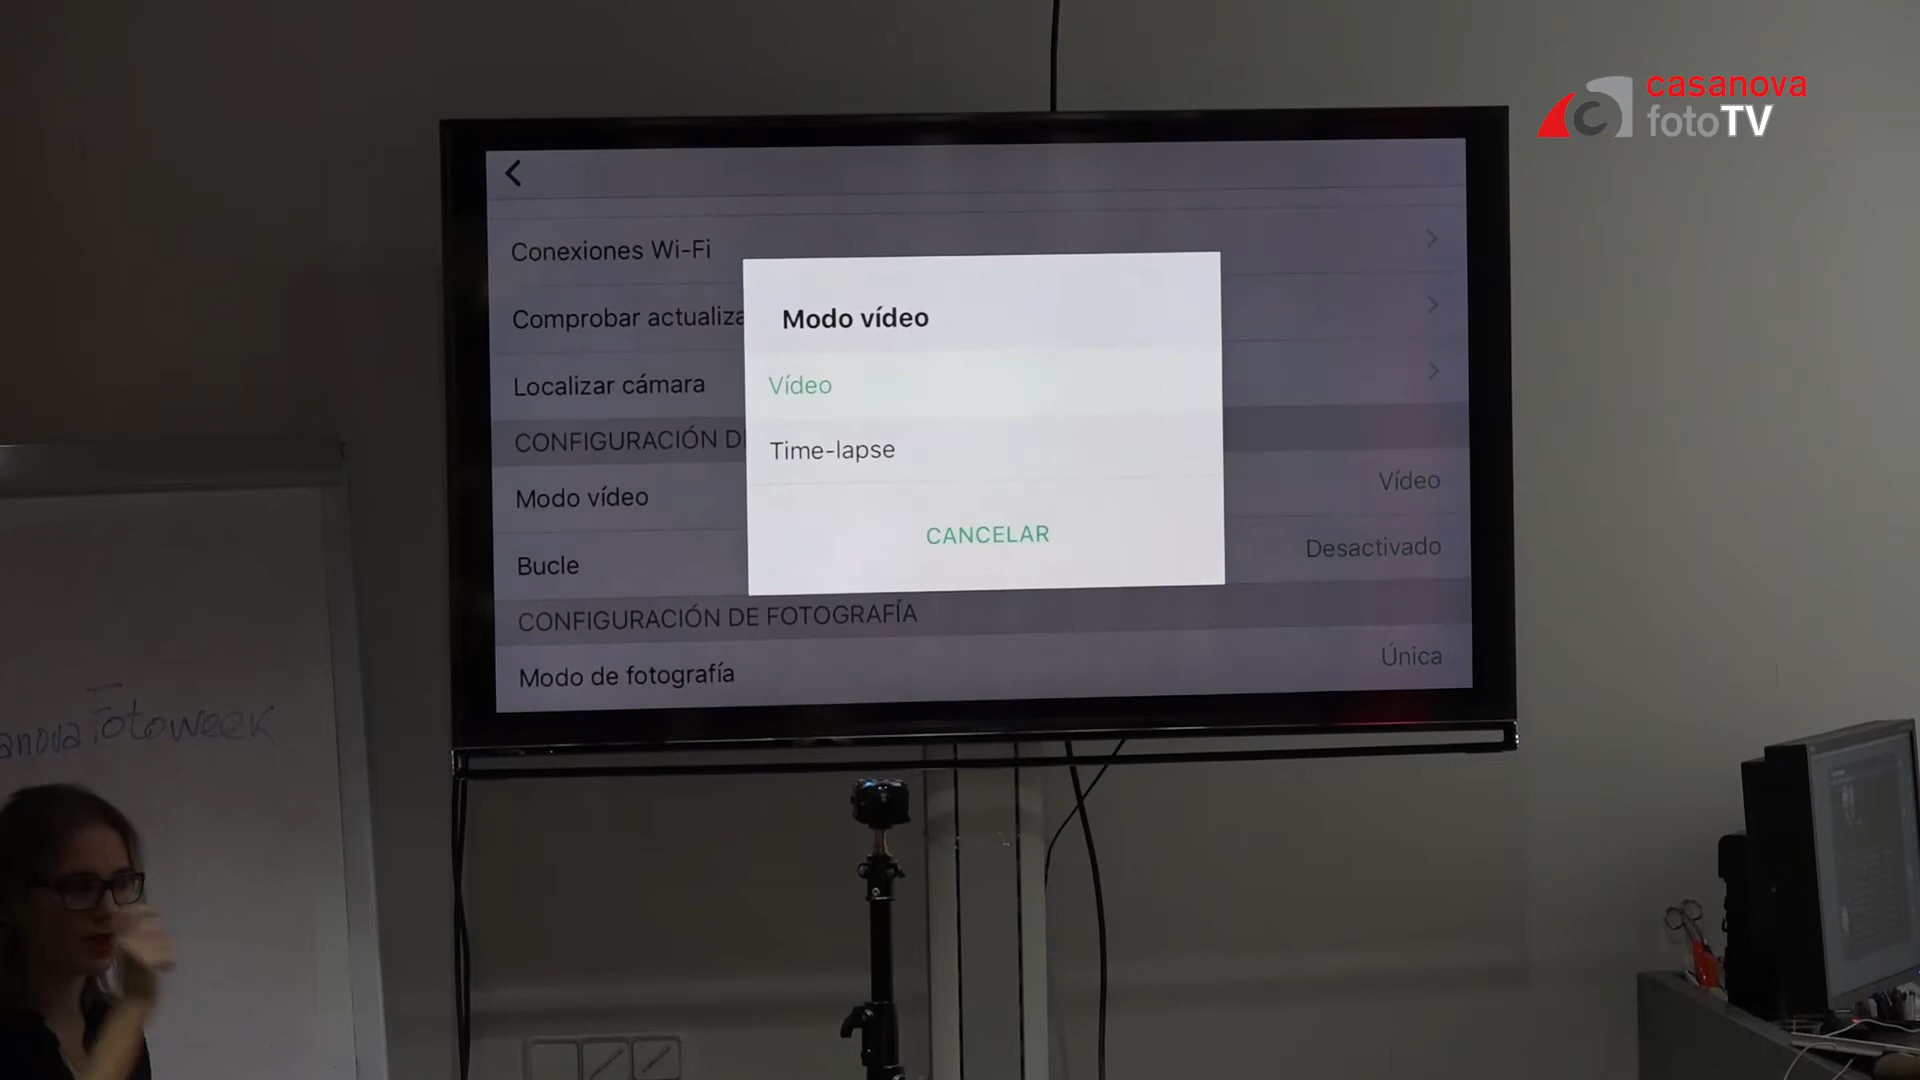 casanova
fotoTV
Conexiones Wi-Fi
Comprobar actualiza
Localizar cámara
CONFIGURACIÓN D
Modo vídeo
Vídeo
Bucle
Desactivado
CONFIGURACIÓN DE FOTOGRAFÍA
Modo de fotografía
Única
Modo vídeo
Vídeo
Time-lapse
CANCELAR
anova Fotoweek